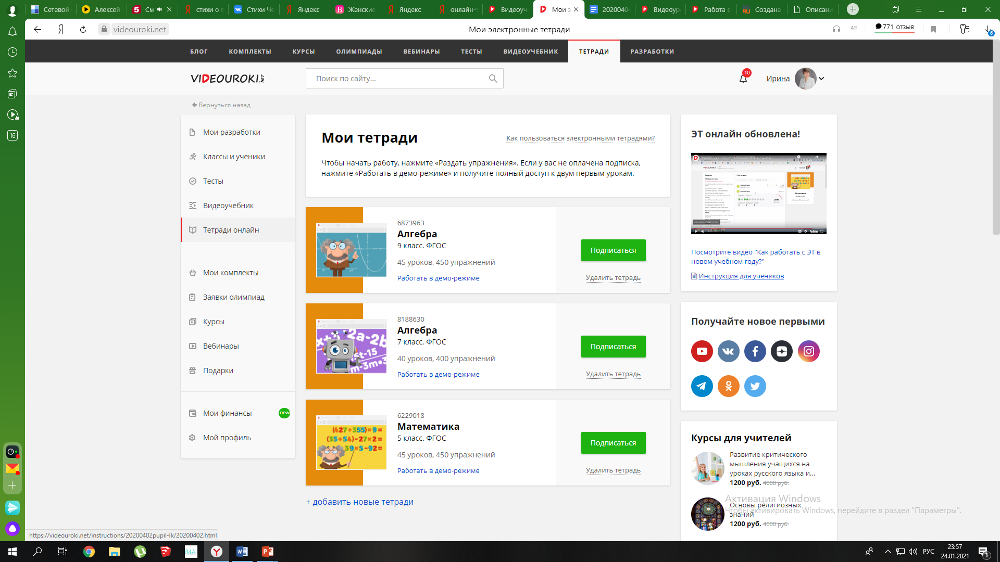 Сетевой
Алексей
См
стихи о п
Стихи Че
Яндекс
Женские
Яндекс
онлайн-т
Видеоуч
Мои э
20200404
Видеоуро
Работа с
Создана
Описани
videouroki.net
Мои электронные тетради
771 отзыв
6
16
БЛОГ
КОМПЛЕКТЫ
КУРСЫ
ОЛИМПИАДЫ
ВЕБИНАРЫ
ТЕСТЫ
ВИДЕОУЧЕБНИК
ТЕТРАДИ
РАЗРАБОТКИ
VIDEOUROKI.NET
Поиск по сайту...
10
Ирина
Вернуться назад
Мои разработки
Классы и ученики
Тесты
Видеоучебник
Тетради онлайн
Мои комплекты
Заявки олимпиад
Курсы
Вебинары
Подарки
Мои финансы
new
Мой профиль
Мои тетради
Как пользоваться электронными тетрадями?
Чтобы начать работу, нажмите «Раздать упражнения». Если у вас не оплачена подписка,
нажмите «Работать в демо-режиме» и получите полный доступ к двум первым урокам.
6873963
Алгебра
9 класс. ФГОС
45 уроков, 450 упражнений
Работать в демо-режиме
Подписаться
Удалить тетрадь
8188630
Алгебра
7 класс. ФГОС
40 уроков, 400 упражнений
Работать в демо-режиме
Подписаться
Удалить тетрадь
6229018
Математика
5 класс. ФГОС
45 уроков, 450 упражнений
Работать в демо-режиме
Подписаться
Удалить тетрадь
(427+355)×9=
(35+54)-27×2=
39×5-92=
+ добавить новые тетради
ЭТ онлайн обновлена!
Посмотрите видео "Как работать с ЭТ в
новом учебном году?"
Инструкция для учеников
Получайте новое первыми
Курсы для учителей
Развитие критического
мышления учащихся на
уроках русского языка и...
1200 руб. 4000 руб.
Основы религиозных
знаний
1200 руб. 4000 руб.
Активация Windows
Чтобы активировать Windows, перейдите в раздел "Параметры".
https://videouroki.net/instructions/20200402pupil-lk/20200402.html
B4A
РУС
23:57
24.01.2021
1